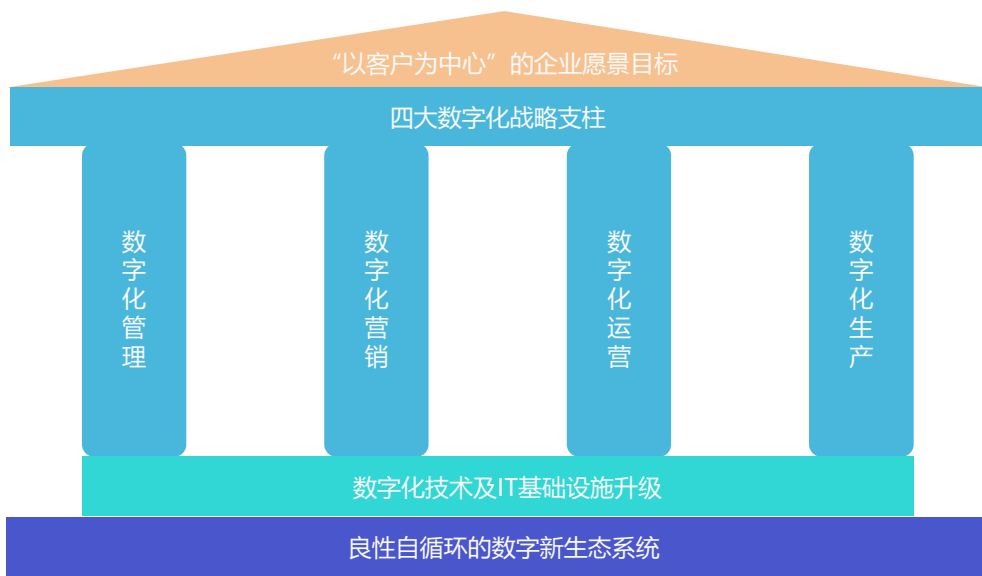 “以客户为中心”的企业愿景目标
四大数字化战略支柱
数字化管理
数字化营销
数字化运营
数字化生产
数字化技术及IT基础设施升级
良性自循环的数字新生态系统